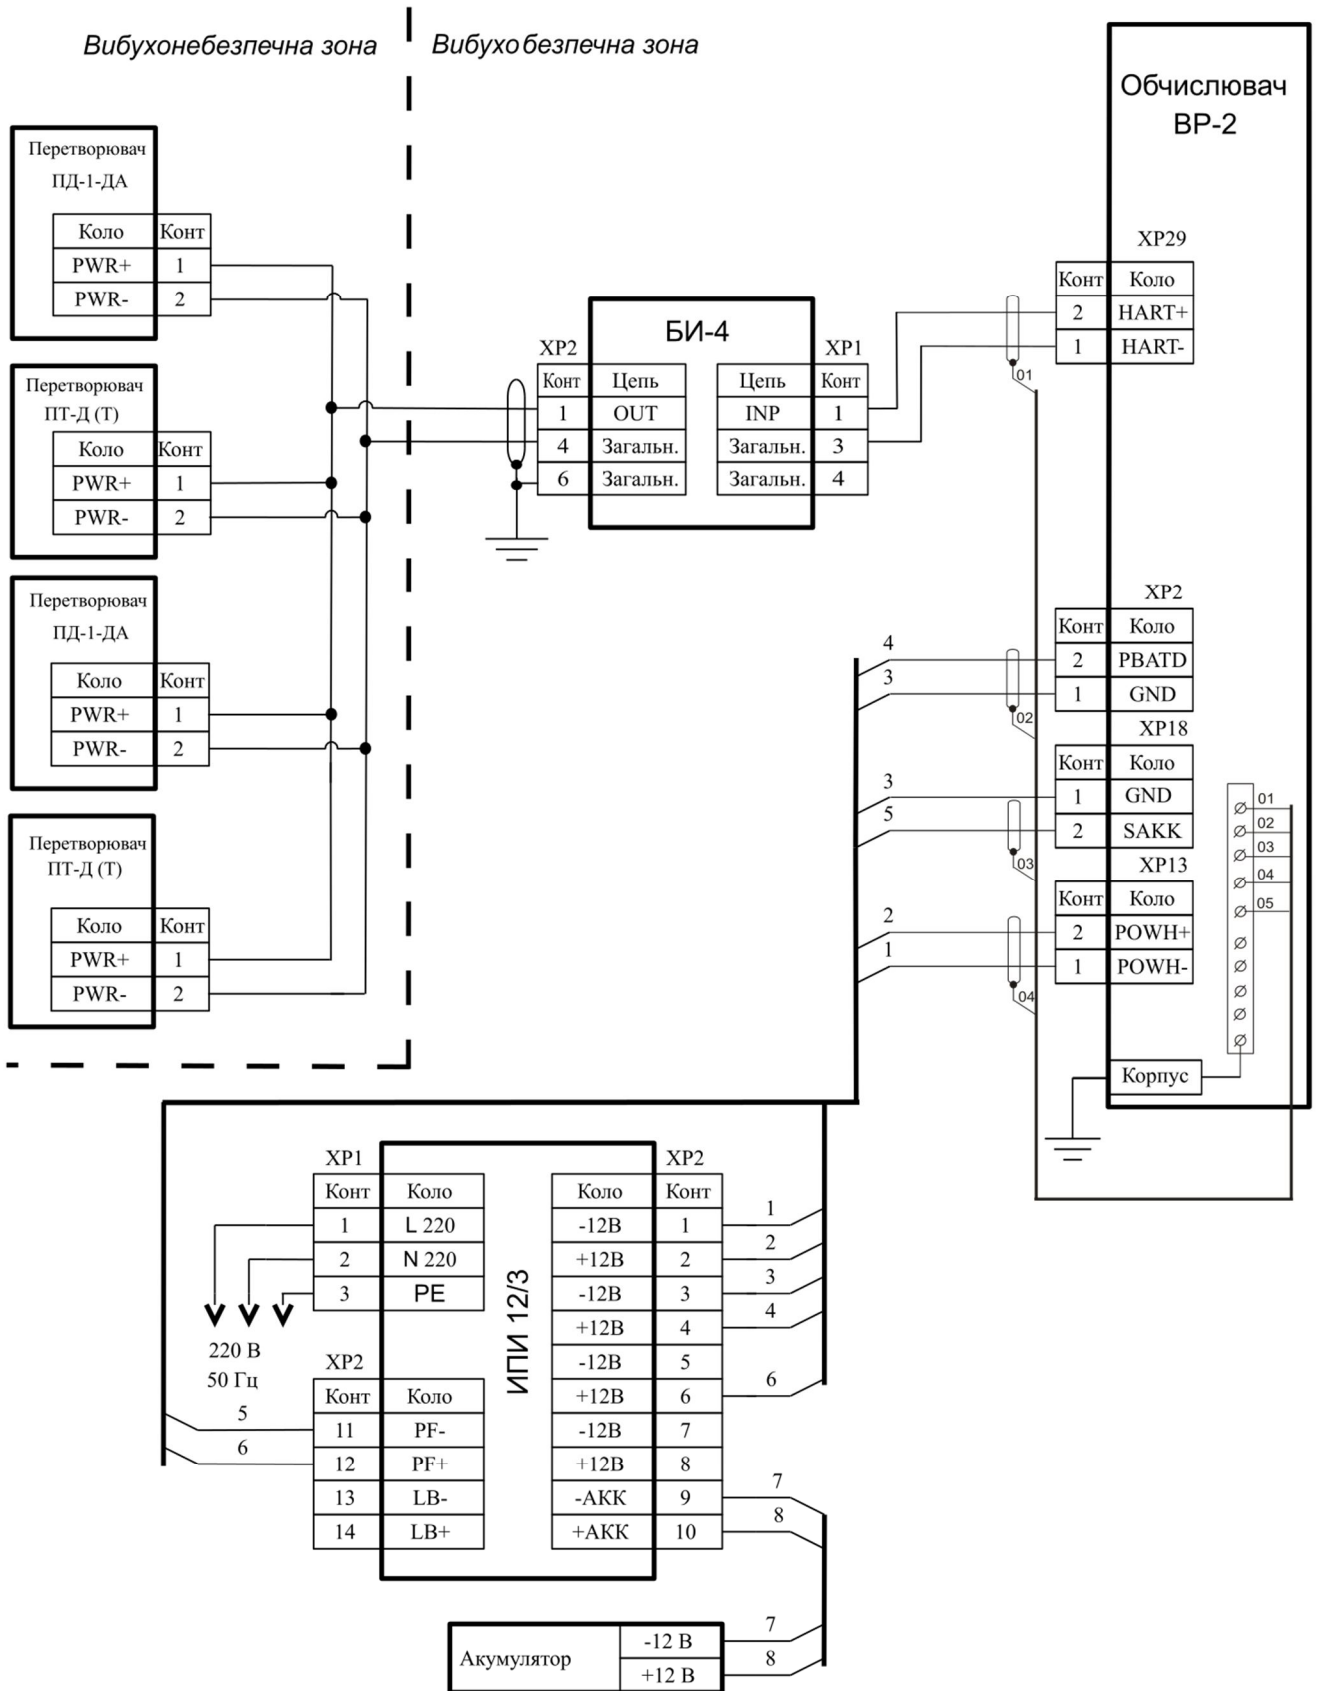 Вибухонебезпечна зона
Вибухобезпечна зона
Обчислювач
ВР-2
Перетворювач
ПД-1-ДА
Коло Конт
PWR+ 1
PWR- 2
Перетворювач
ПТ-Д (Т)
Коло Конт
PWR+ 1
PWR- 2
Перетворювач
ПД-1-ДА
Коло Конт
PWR+ 1
PWR- 2
Перетворювач
ПТ-Д (Т)
Коло Конт
PWR+ 1
PWR- 2
БИ-4
XP2
Конт Цепь
1 OUT
4 Загальн.
6 Загальн.
XP1
Цепь Конт
INP 1
Загальн. 3
Загальн. 4
XP29
Конт Коло
2 HART+
1 HART-
01
XP2
Конт Коло
4 2 PBATD
3 1 GND
02
XP18
Конт Коло
3 1 GND
5 2 SAKK
03
XP13
Конт Коло
2 2 POWH+
1 1 POWH-
04
01
02
03
04
05
Корпус
ИПИ 12/3
XP1
Конт Коло
1 L 220
2 N 220
3 PE
220 В
50 Гц
XP2
Конт Коло
5 11 PF-
6 12 PF+
13 LB-
14 LB+
XP2
Коло Конт
-12В 1 1
+12В 2 2
-12В 3 3
+12В 4 4
-12В 5
+12В 6 6
-12В 7
+12В 8
-АКК 9 7
+АКК 10 8
Акумулятор
-12 В 7
+12 В 8